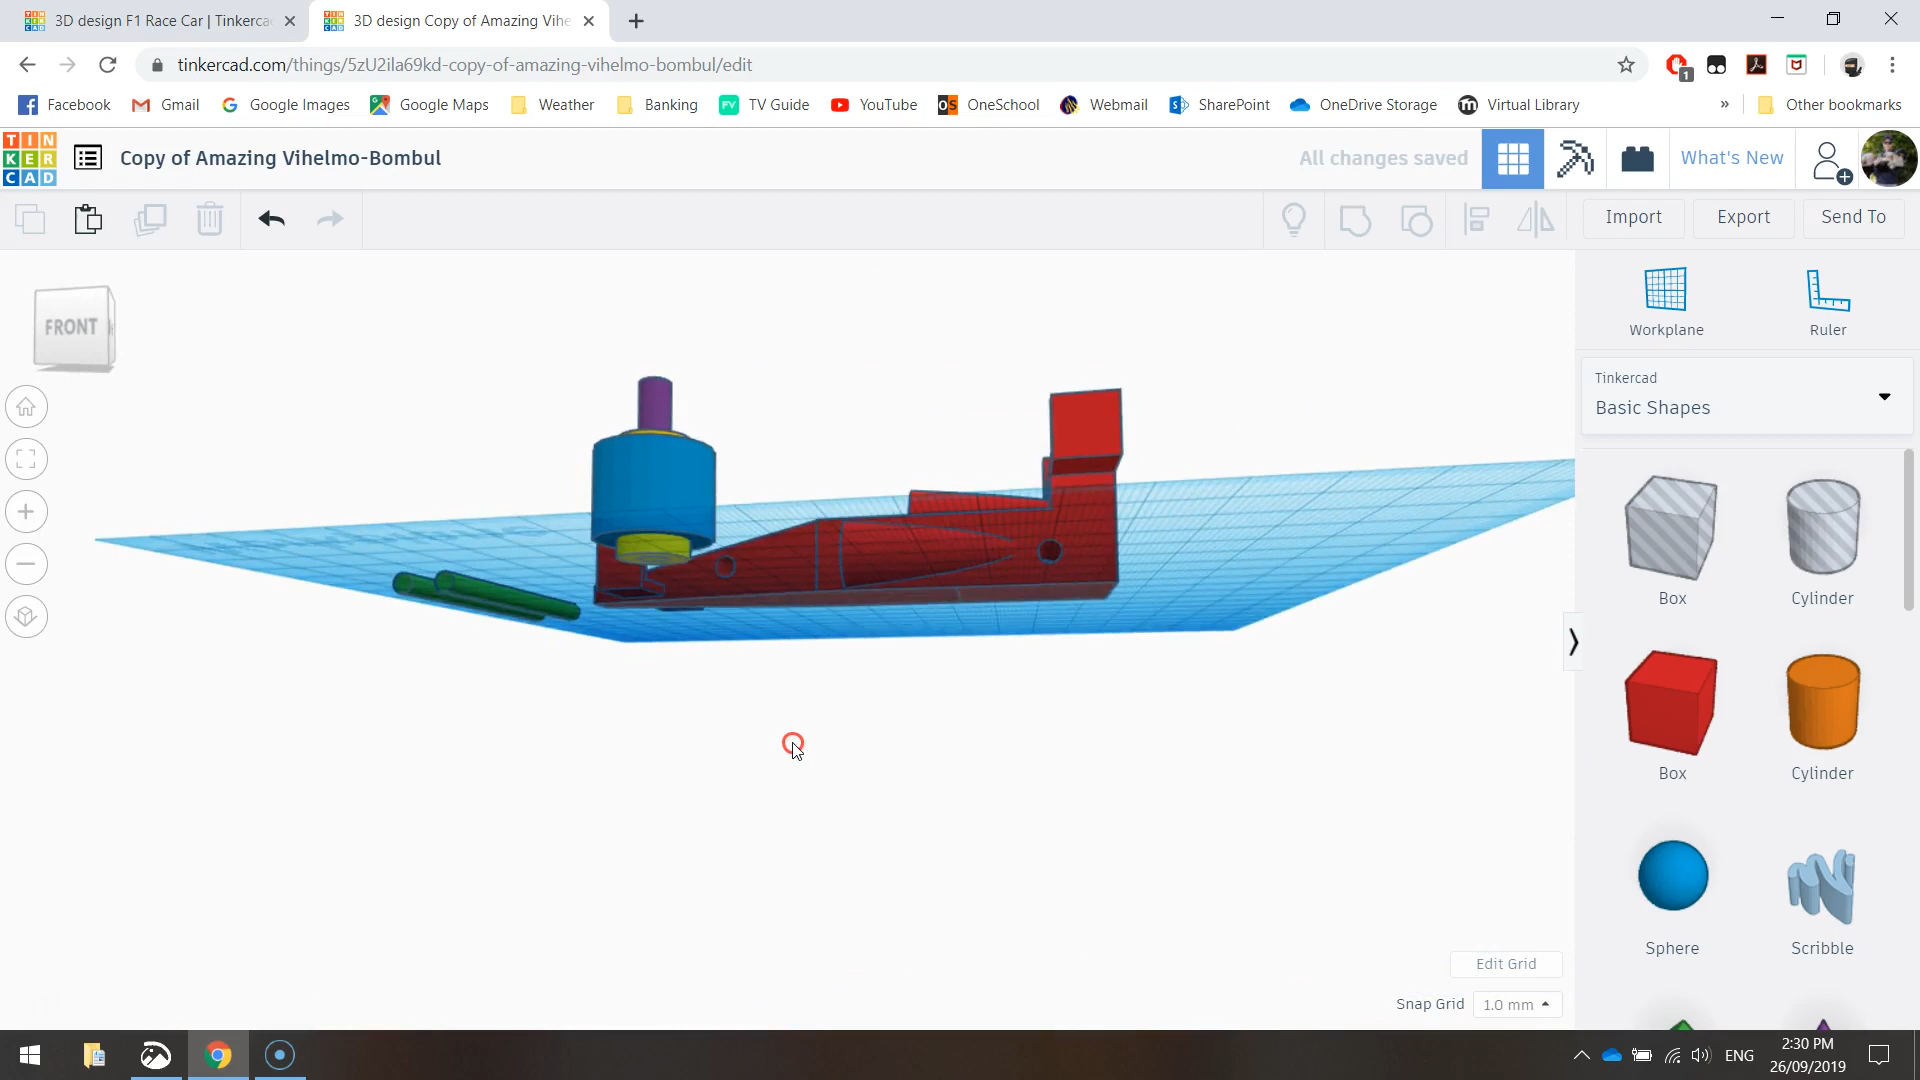 3D design F1 Race Car | Tinkerca
3D design Copy of Amazing Vihe
tinkercad.com/things/5zU2ila69kd-copy-of-amazing-vihelmo-bombul/edit
1
Facebook
Gmail
Google Images
Google Maps
Weather
Banking
TV Guide
YouTube
OneSchool
Webmail
SharePoint
OneDrive Storage
Virtual Library
»
Other bookmarks
TIN
KER
CAD
Copy of Amazing Vihelmo-Bombul
All changes saved
What's New
Import
Export
Send To
FRONT
Workplane
Ruler
Tinkercad
Basic Shapes
Box
Cylinder
Box
Cylinder
Sphere
Scribble
Edit Grid
Snap Grid
1.0 mm
ENG
2:30 PM
26/09/2019